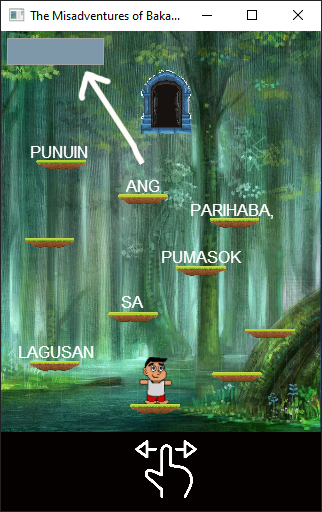 The Misadventures of Baka...
PUNUIN
ANG
PARIHABA,
PUMASOK
SA
LAGUSAN